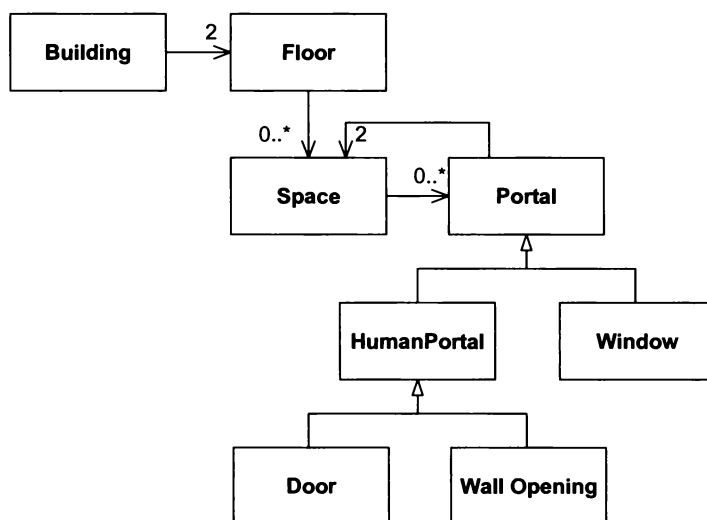 2
Building
Floor
0..*
2
0..*
Space
Portal
HumanPortal
Window
Door
Wall Opening